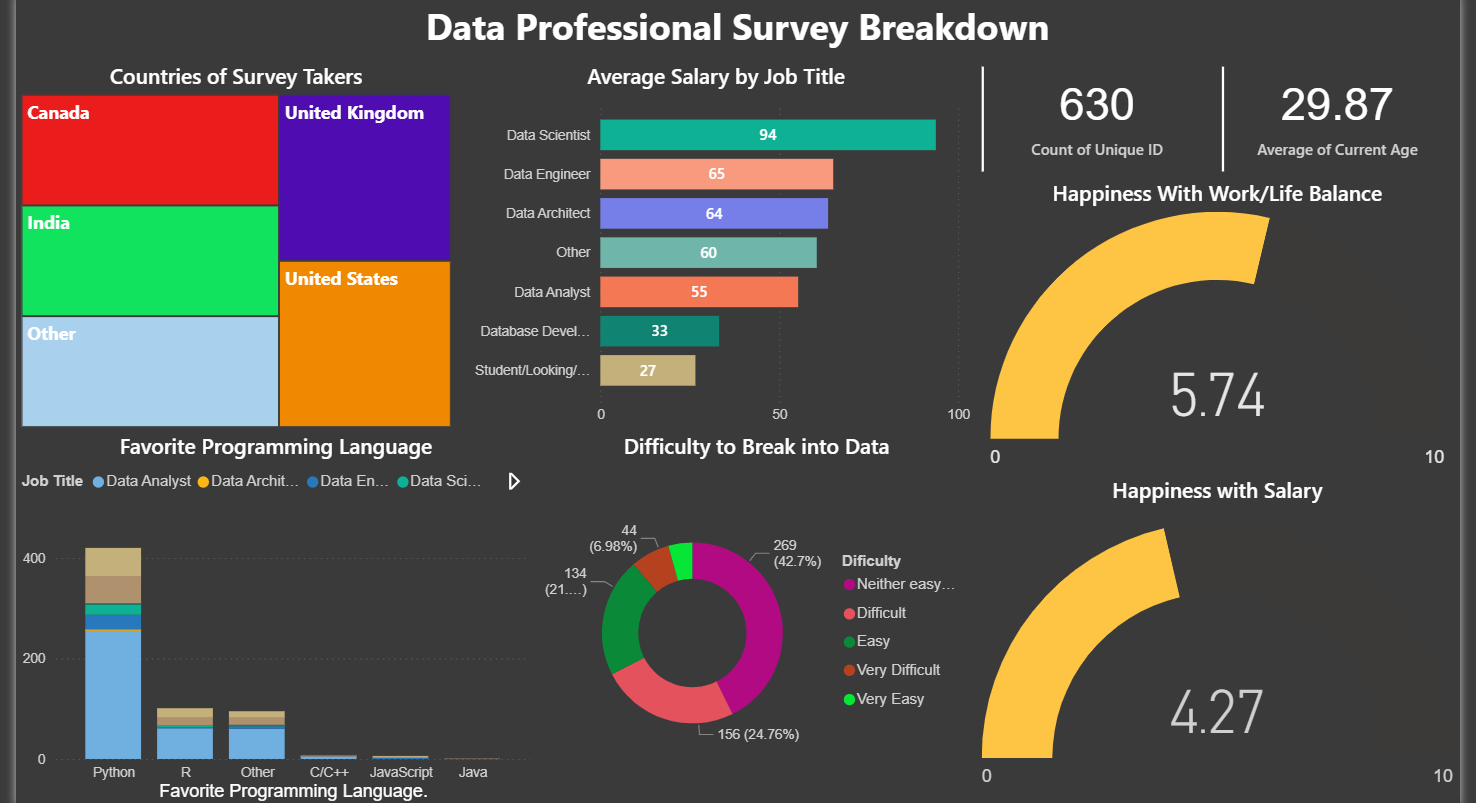 Data Professional Survey Breakdown
Countries of Survey Takers
Canada
United Kingdom
India
United States
Other
Average Salary by Job Title
Data Scientist 94
Data Engineer 65
Data Architect 64
Other 60
Data Analyst 55
Database Devel... 33
Student/Looking/... 27
0 50 100
630
Count of Unique ID
29.87
Average of Current Age
Happiness With Work/Life Balance
5.74
0 10
Favorite Programming Language
Job Title Data Analyst Data Archit... Data En... Data Sci...
400
200
0
Python R Other C/C++ JavaScript Java
Favorite Programming Language.
Difficulty to Break into Data
44
(6.98%)
269
(42.7%)
134
(21....)
156 (24.76%)
Dificulty
Neither easy...
Difficult
Easy
Very Difficult
Very Easy
Happiness with Salary
4.27
0 10